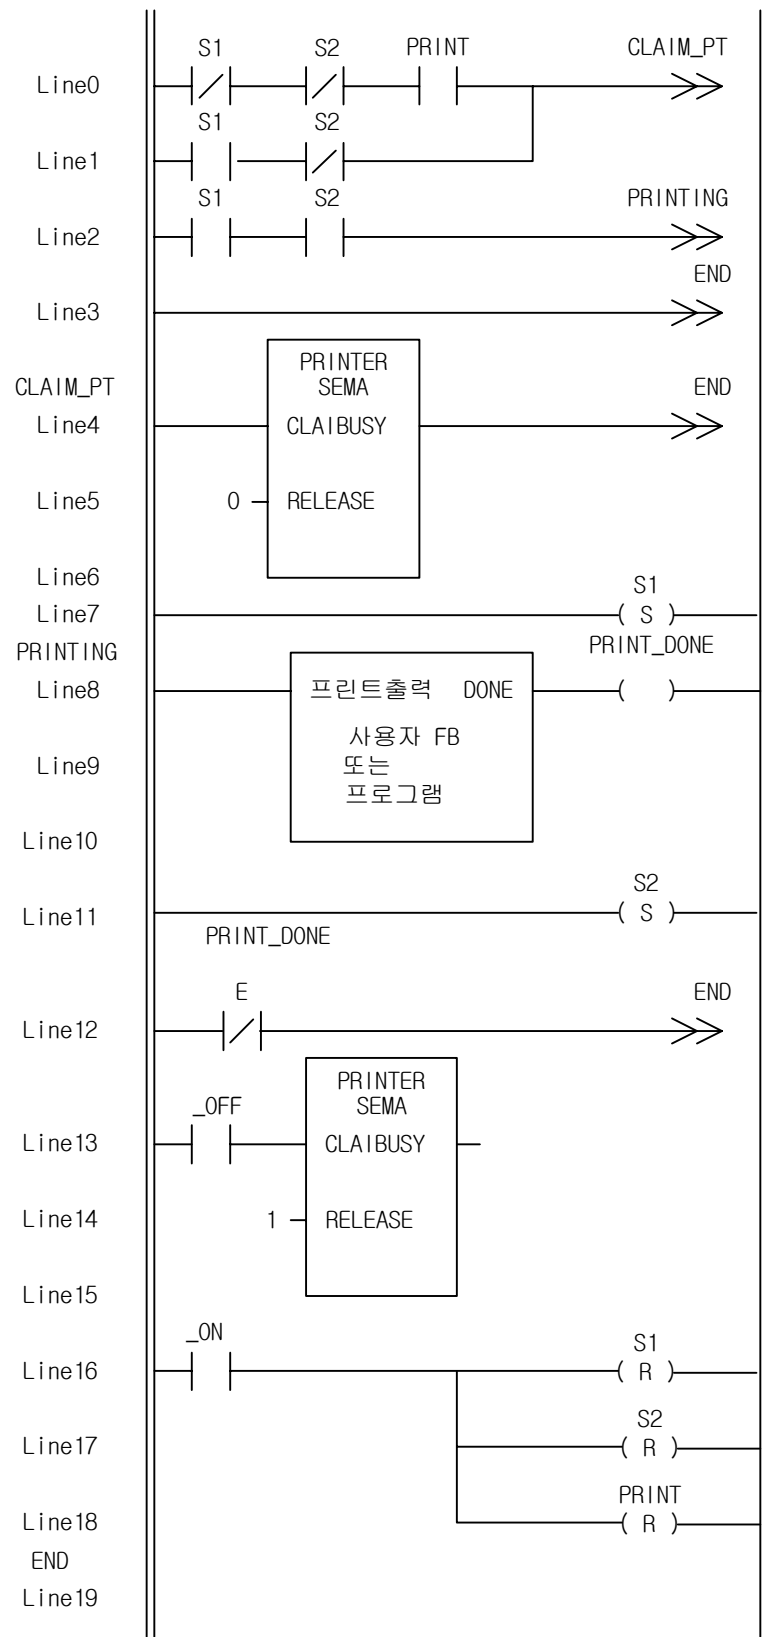 S1 S2 PRINT CLAIM_PT
Line0
S1 S2
Line1
S1 S2 PRINTING
Line2
END
Line3
PRINTER
CLAIM_PT SEMA END
Line4 CLAIBUSY
Line5 0 RELEASE
Line6
S1
Line7 ( S )
PRINTING PRINT_DONE
Line8 프린트출력 DONE ( )
사용자 FB
Line9 또는
프로그램
Line10
S2
Line11 ( S )
PRINT_DONE
E END
Line12
PRINTER
_OFF SEMA
Line13 CLAIBUSY
Line14 1 RELEASE
Line15
_ON S1
Line16 ( R )
S2
Line17 ( R )
PRINT
Line18 ( R )
END
Line19